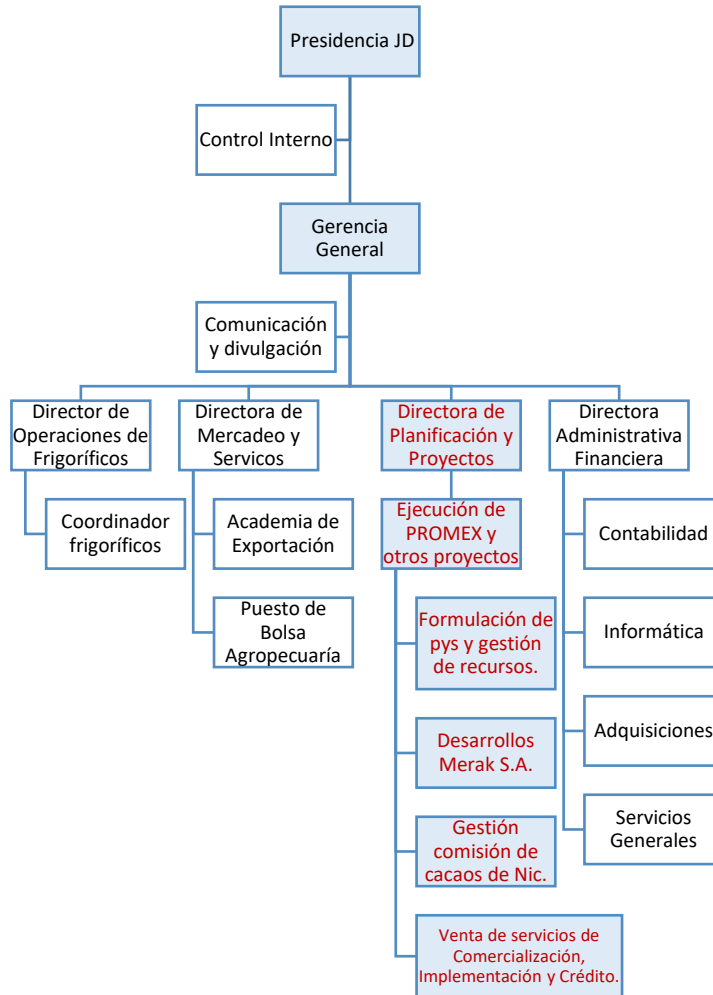 Presidencia JD
Control Interno
Gerencia
General
Comunicación
y divulgación
Director de
Operaciones de
Frigoríficos
Coordinador
frigoríficos
Directora de
Mercadeo y
Servicos
Academia de
Exportación
Puesto de
Bolsa
Agropecuaría
Directora de
Planificación y
Proyectos
Ejecución de
PROMEX y
otros proyectos
Formulación de
pys y gestión
de recursos.
Desarrollos
Merak S.A.
Gestión
comisión de
cacaos de Nic.
Venta de servicios de
Comercialización,
Implementación y Crédito.
Directora
Administrativa
Financiera
Contabilidad
Informática
Adquisiciones
Servicios
Generales